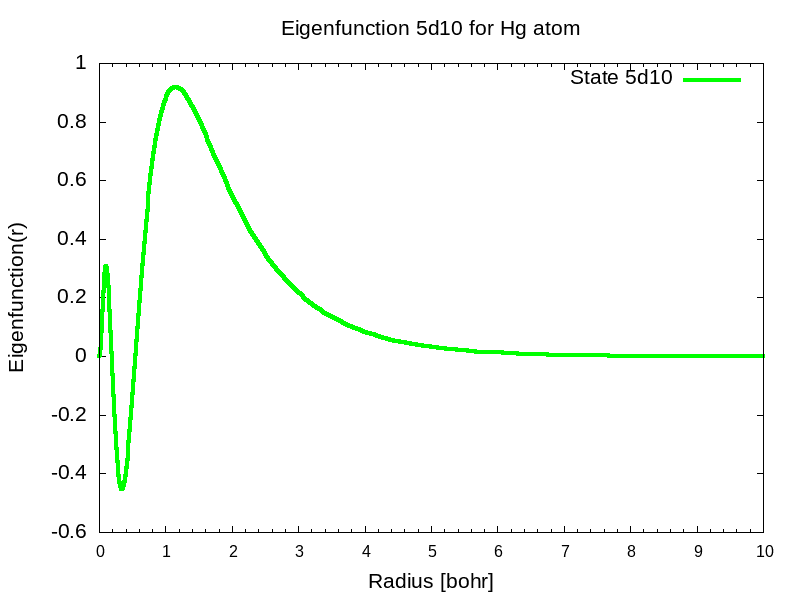 Eigenfunction 5d10 for Hg atom
State 5d10
1
0.8
0.6
0.4
0.2
0
-0.2
-0.4
-0.6
Eigenfunction(r)
0 1 2 3 4 5 6 7 8 9 10
Radius [bohr]